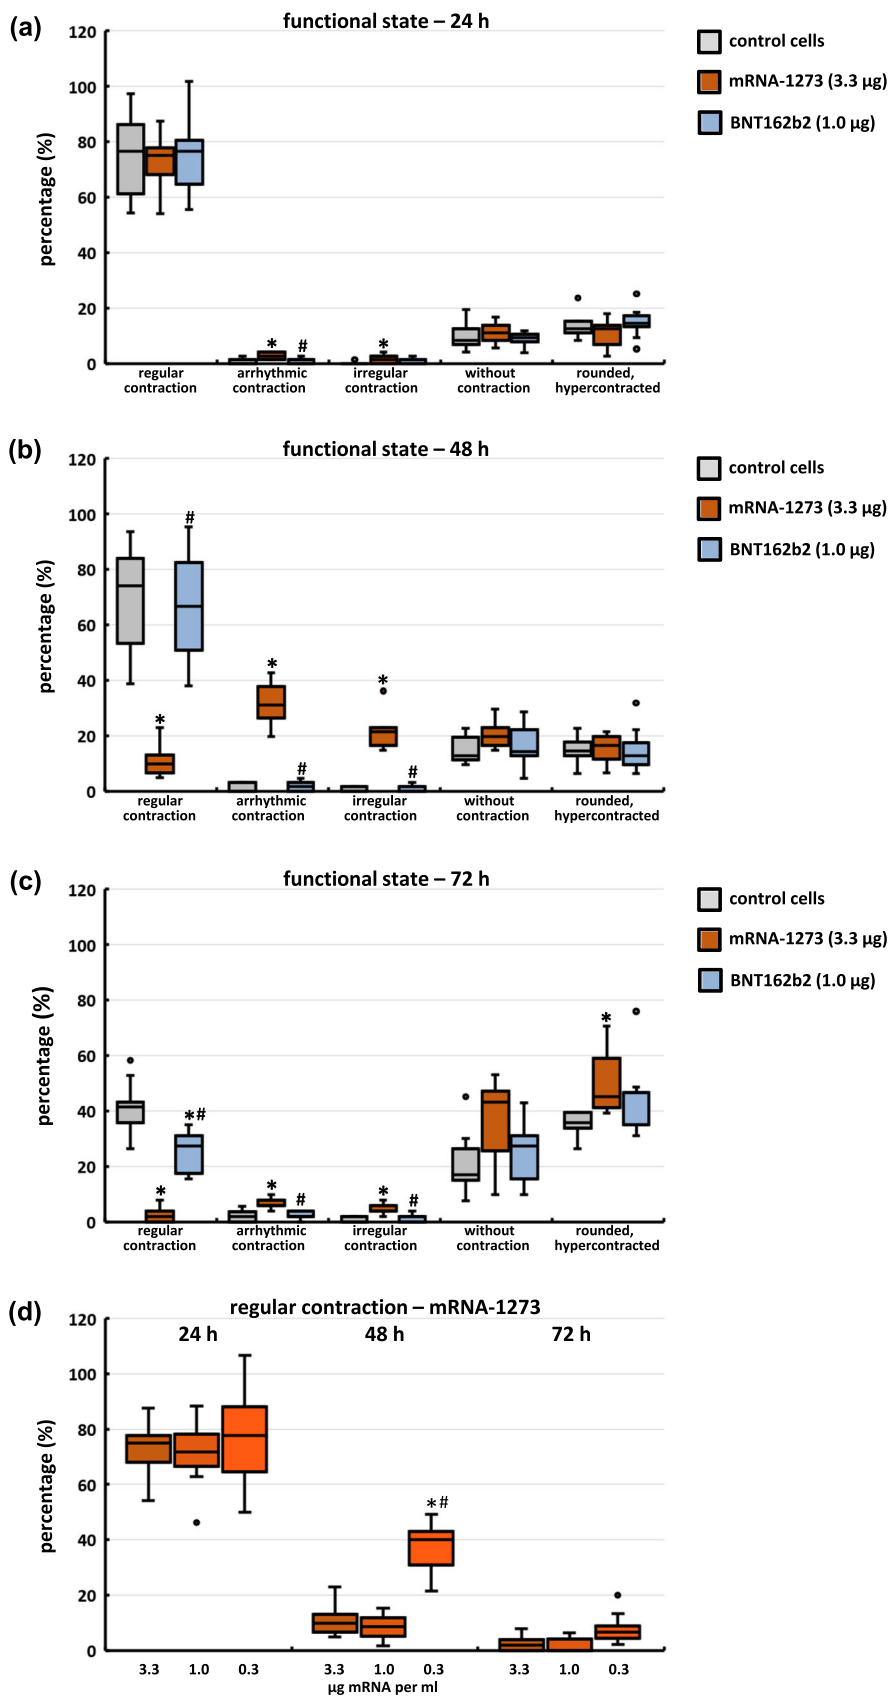 (a)
functional state – 24 h
120
100
80
60
40
20
0
percentage (%)
* # *
regular contraction
arrhythmic contraction
irregular contraction
without contraction
rounded, hypercontracted
control cells
mRNA-1273 (3.3 µg)
BNT162b2 (1.0 µg)
(b)
functional state – 48 h
120
100
80
60
40
20
0
percentage (%)
* # * # * #
regular contraction
arrhythmic contraction
irregular contraction
without contraction
rounded, hypercontracted
control cells
mRNA-1273 (3.3 µg)
BNT162b2 (1.0 µg)
(c)
functional state – 72 h
120
100
80
60
40
20
0
percentage (%)
* *# * # * # *
regular contraction
arrhythmic contraction
irregular contraction
without contraction
rounded, hypercontracted
control cells
mRNA-1273 (3.3 µg)
BNT162b2 (1.0 µg)
(d)
regular contraction – mRNA-1273
24 h 48 h 72 h
120
100
80
60
40
20
0
percentage (%)
*#
3.3 1.0 0.3 3.3 1.0 0.3 3.3 1.0 0.3
µg mRNA per ml